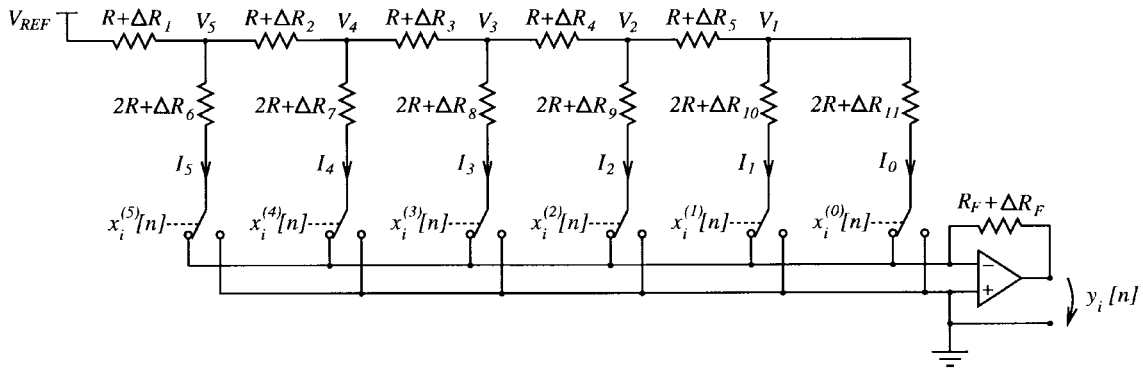 V_REF R+ΔR_1 V_5 R+ΔR_2 V_4 R+ΔR_3 V_3 R+ΔR_4 V_2 R+ΔR_5 V_1
2R+ΔR_6 2R+ΔR_7 2R+ΔR_8 2R+ΔR_9 2R+ΔR_10 2R+ΔR_11
I_5 I_4 I_3 I_2 I_1 I_0
x_i^(5)[n] x_i^(4)[n] x_i^(3)[n] x_i^(2)[n] x_i^(1)[n] x_i^(0)[n] R_F+ΔR_F
−
+
y_i[n]